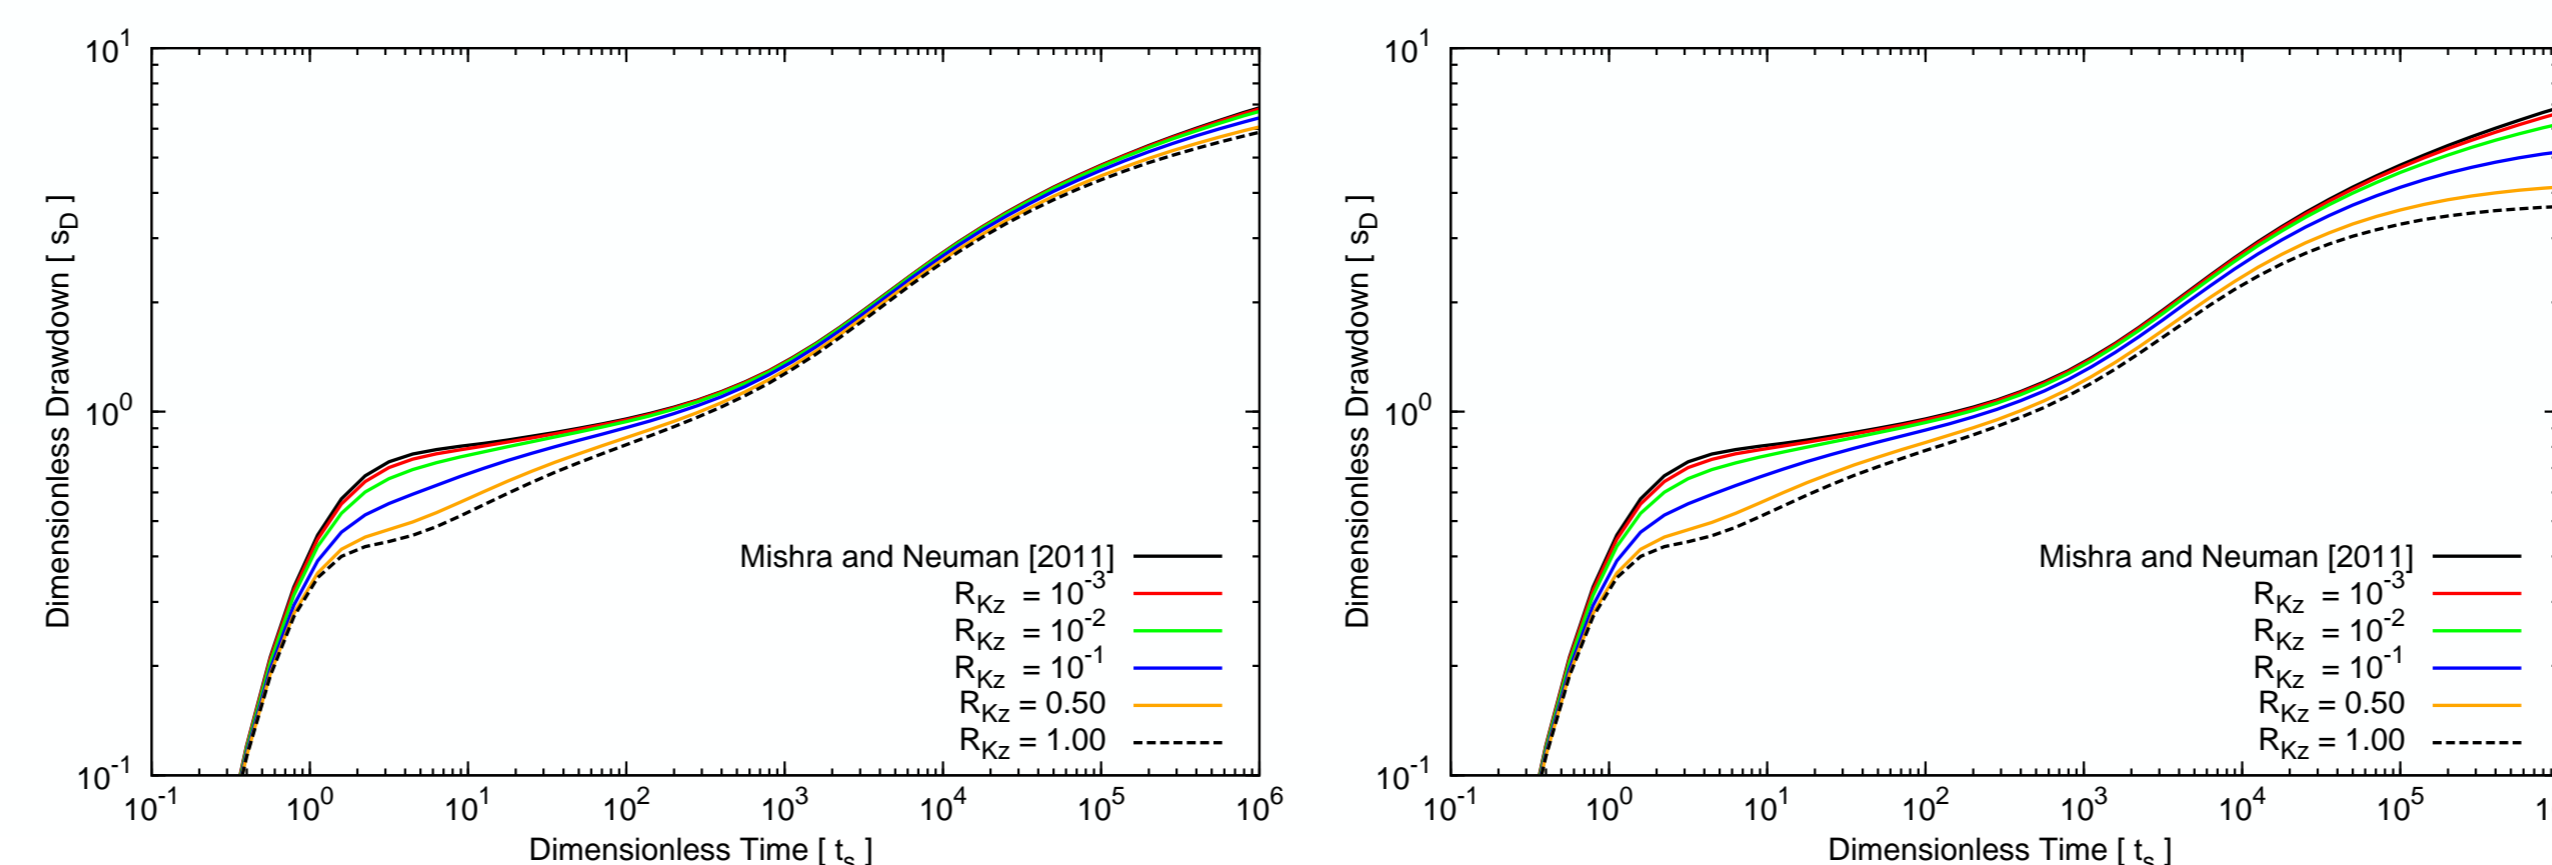 10^1
10^0
10^-1
Dimensionless Drawdown [ s_D ]
Mishra and Neuman [2011]
R_Kz = 10^-3
R_Kz = 10^-2
R_Kz = 10^-1
R_Kz = 0.50
R_Kz = 1.00
10^-1 10^0 10^1 10^2 10^3 10^4 10^5 10^6
Dimensionless Time [ t_s ]
10^1
10^0
10^-1
Dimensionless Drawdown [ s_D ]
Mishra and Neuman [2011]
R_Kz = 10^-3
R_Kz = 10^-2
R_Kz = 10^-1
R_Kz = 0.50
R_Kz = 1.00
10^-1 10^0 10^1 10^2 10^3 10^4 10^5
Dimensionless Time [ t_s ]